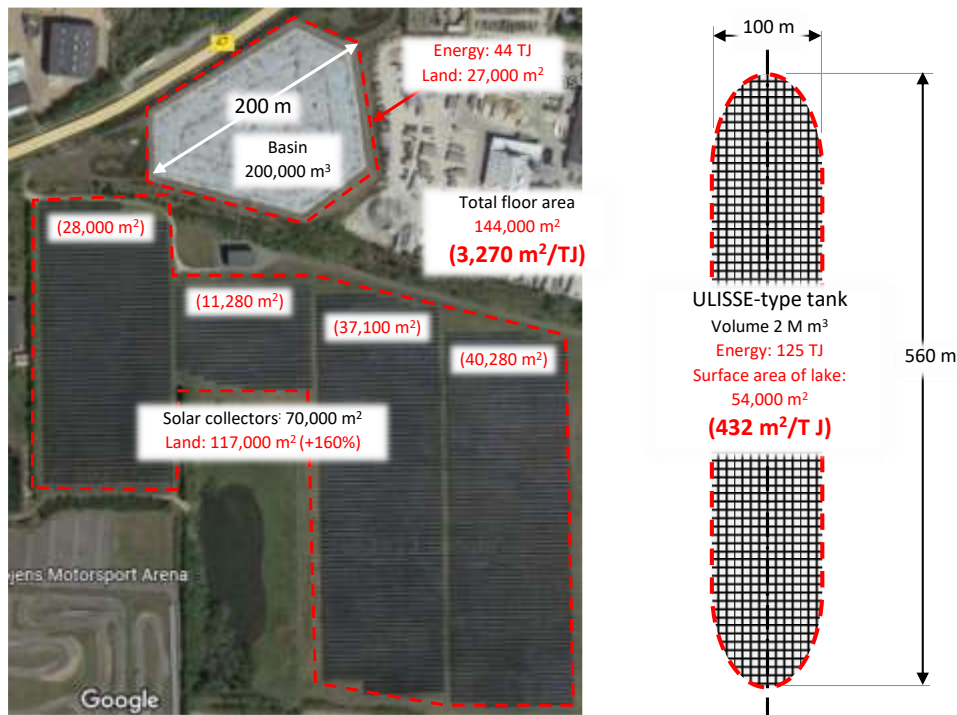 47
Energy: 44 TJ
Land: 27,000 m²
200 m
Basin
200,000 m³
Total floor area
144,000 m²
(3,270 m²/TJ)
(28,000 m²)
(11,280 m²)
(37,100 m²)
(40,280 m²)
Solar collectors: 70,000 m²
Land: 117,000 m² (+160%)
ojens Motorsport Arena
Google
100 m
ULISSE-type tank
Volume 2 M m³
Energy: 125 TJ
Surface area of lake:
54,000 m²
(432 m²/T J)
560 m